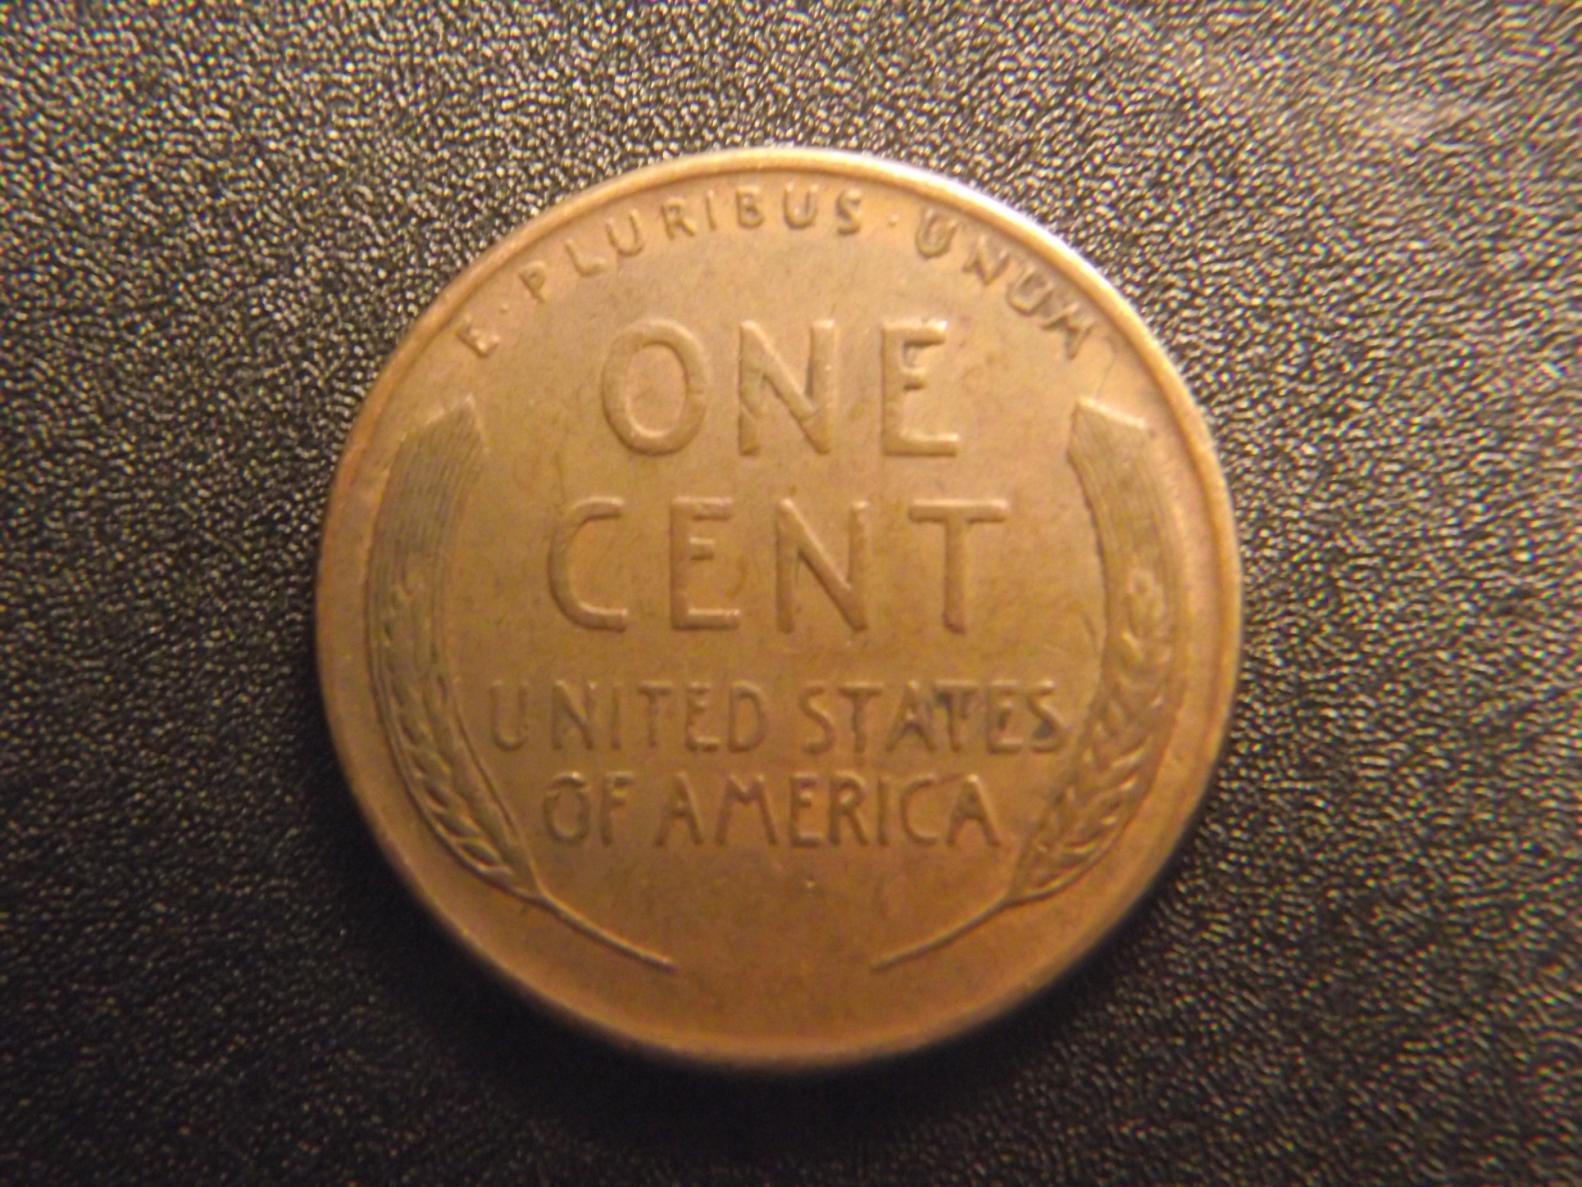 E·PLURIBUS·UNUM
ONE
CENT
UNITED STATES
OF AMERICA